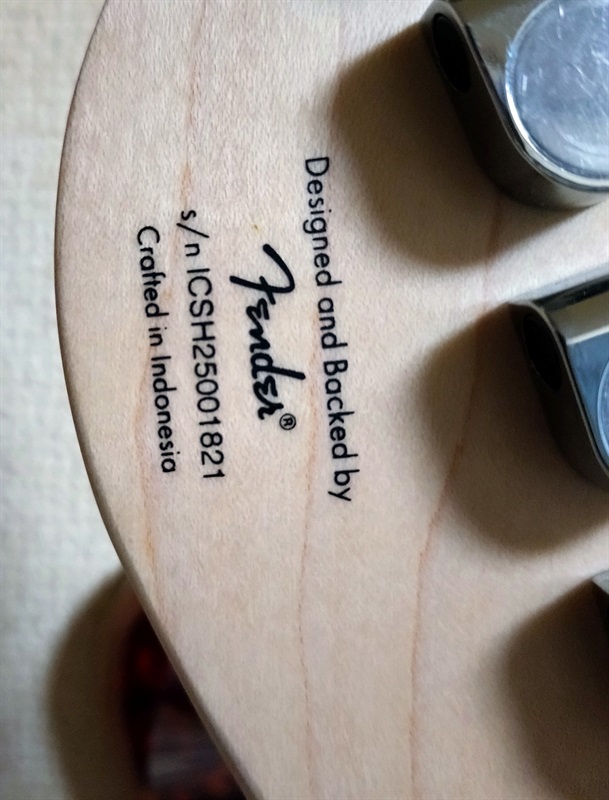 Designed and Backed by
Fender®
s/n ICSH25001821
Crafted in Indonesia